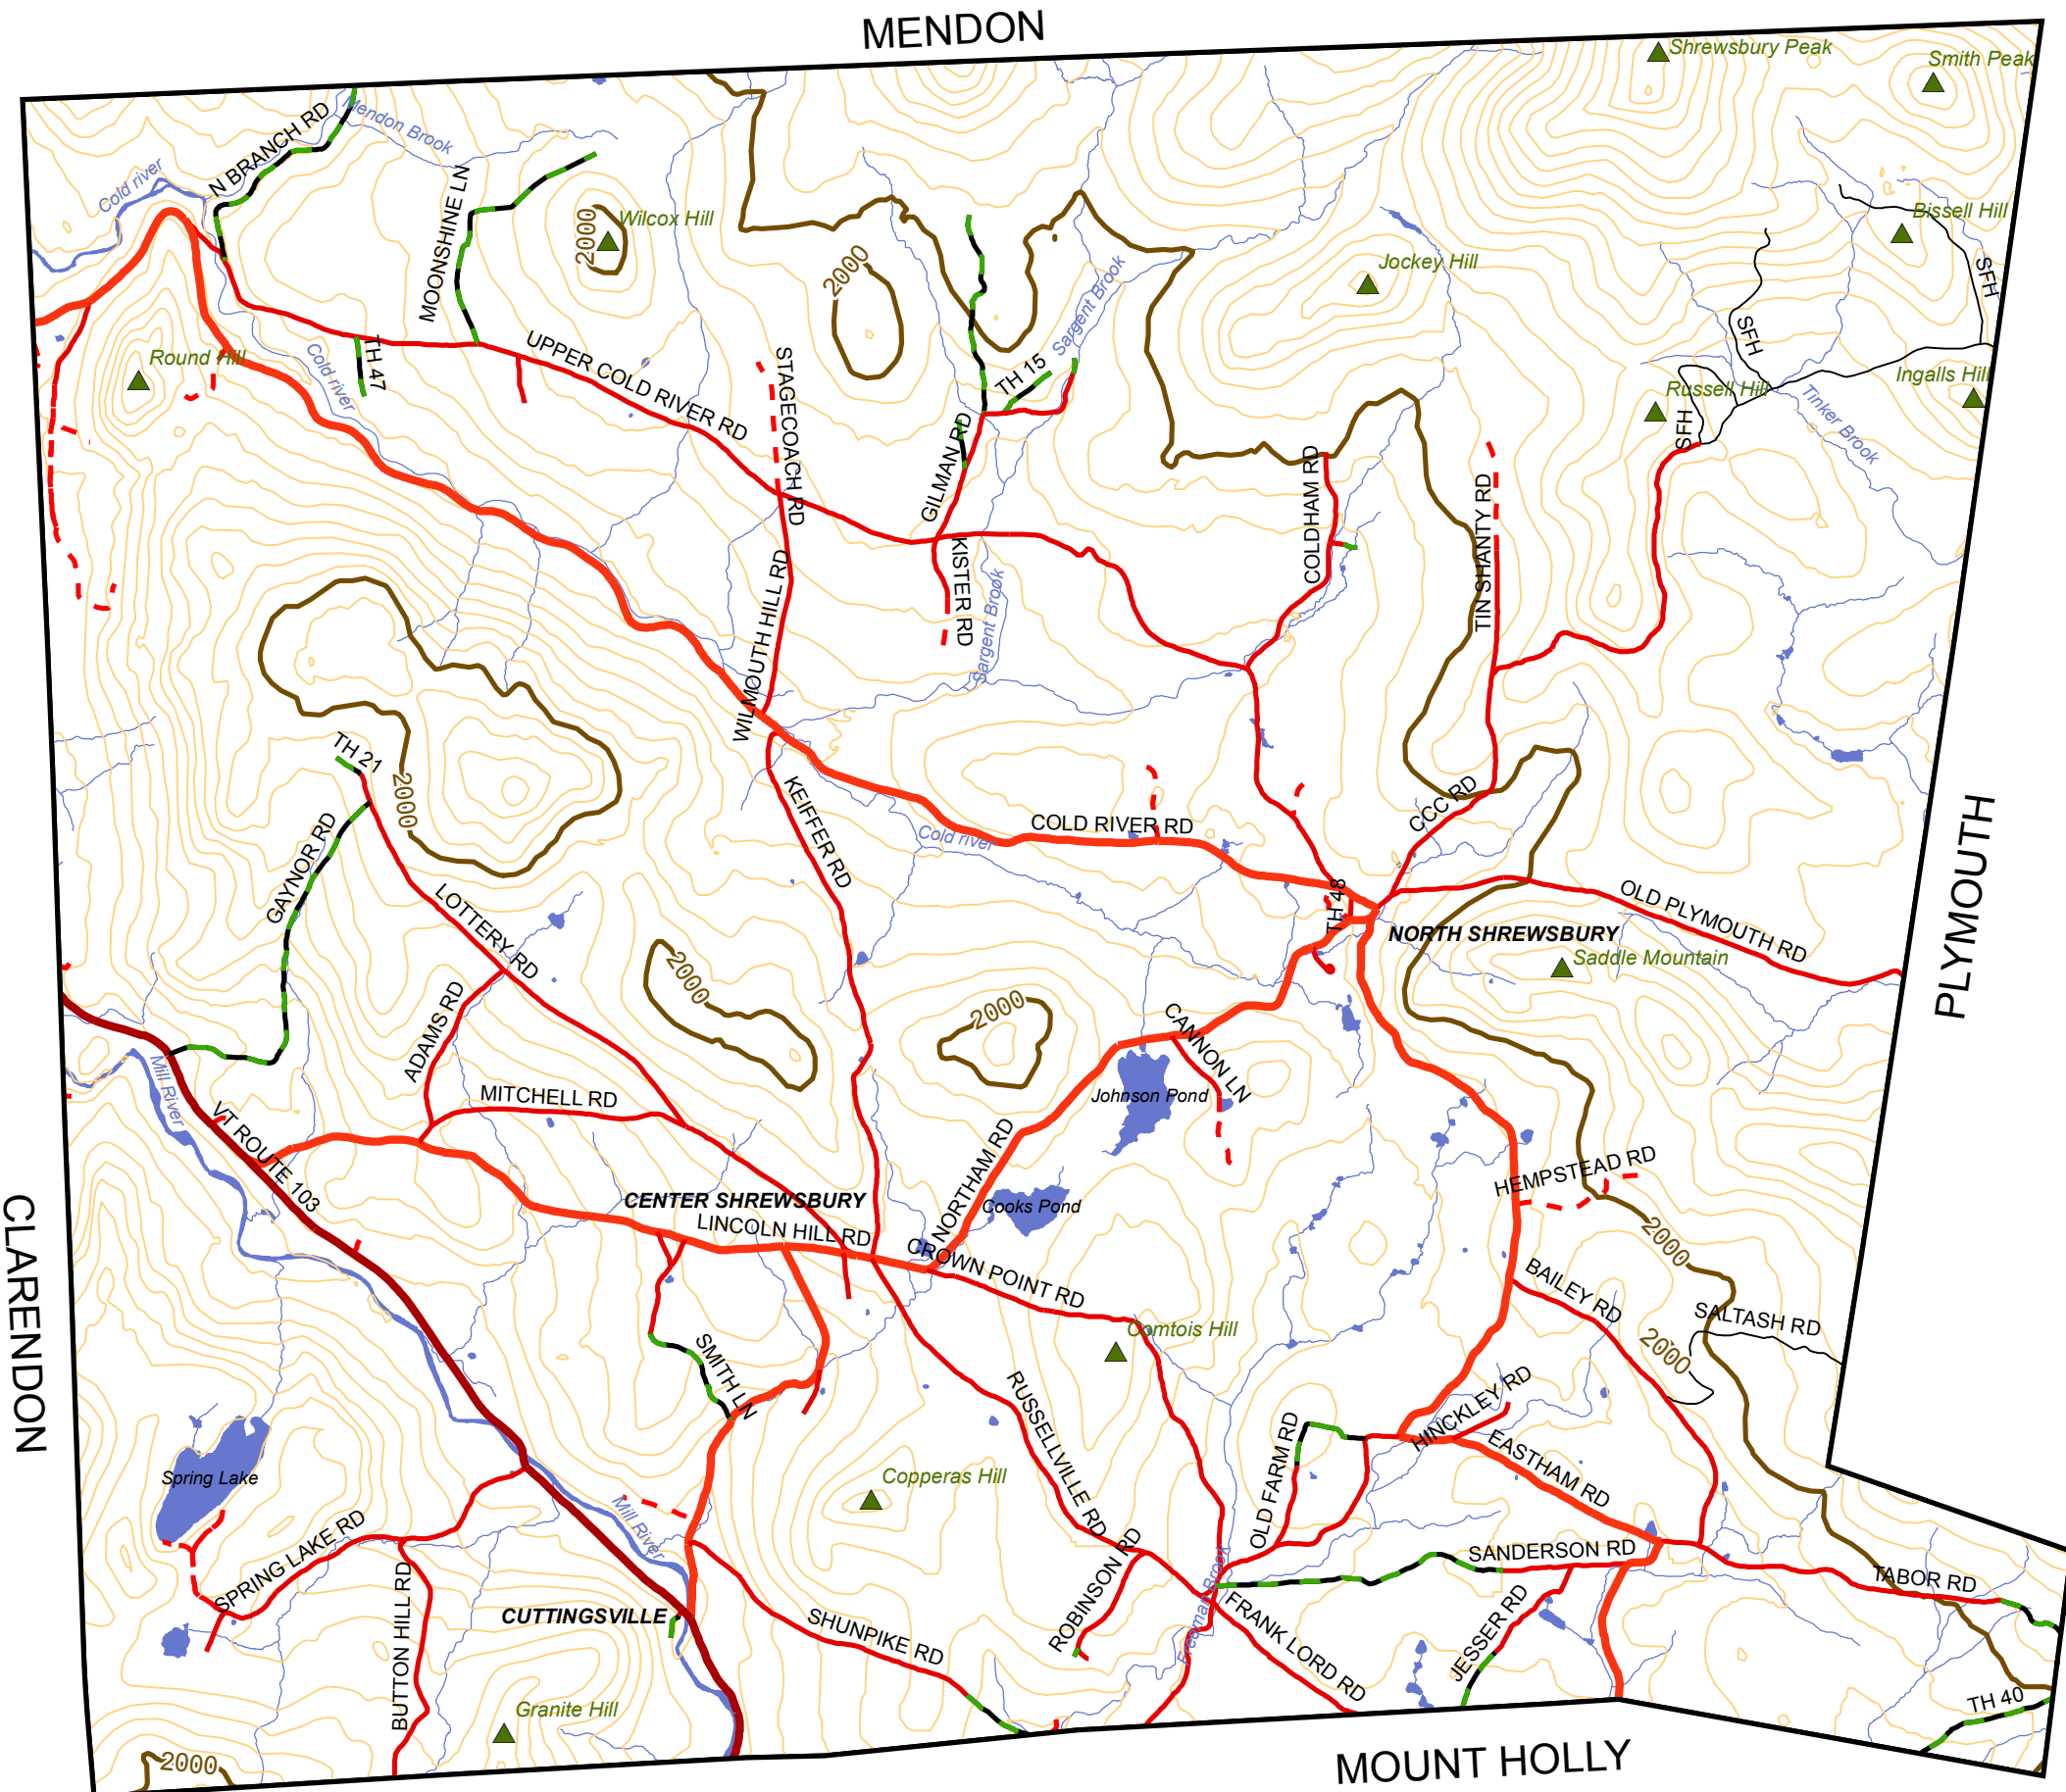 MENDON
Shrewsbury Peak
Smith Peak
Mendon Brook
N BRANCH RD
Cold river
MOONSHINE LN
2000
Wilcox Hill
Bissell Hill
SFH
Jockey Hill
2000
Sargent Brook
SFH
Round Hill
Cold river
TH 47
UPPER COLD RIVER RD
STAGECOACH RD
TH 15
GILMAN RD
Russell Hill
Ingalls Hill
SFH
Tinker Brook
COLDHAM RD
TIN SHANTY RD
KISTER RD
Sargent Brook
WILMOUTH HILL RD
TH 21
2000
KEIFFER RD
CCC RD
COLD RIVER RD
Cold river
GAYNOR RD
LOTTERY RD
TH 48
OLD PLYMOUTH RD
NORTH SHREWSBURY
Saddle Mountain
PLYMOUTH
2000
2000
ADAMS RD
CANNON LN
Mill River
MITCHELL RD
Johnson Pond
VT ROUTE 103
NORTHAM RD
HEMPSTEAD RD
CENTER SHREWSBURY
Cooks Pond
LINCOLN HILL RD
CROWN POINT RD
2000
CLARENDON
BAILEY RD
SALTASH RD
Comtois Hill
2000
SMITH LN
RUSSELLVILLE RD
HINCKLEY RD
OLD FARM RD
EASTHAM RD
Spring Lake
Copperas Hill
Mill River
SPRING LAKE RD
ROBINSON RD
SANDERSON RD
TABOR RD
BUTTON HILL RD
CUTTINGSVILLE
SHUNPIKE RD
Freeman Brook
FRANK LORD RD
JESSER RD
TH 40
Granite Hill
2000
MOUNT HOLLY